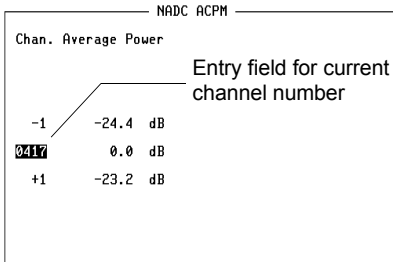 NADC ACPM
Chan. Average Power
Entry field for current
channel number
-1 -24.4 dB
0417 0.0 dB
+1 -23.2 dB